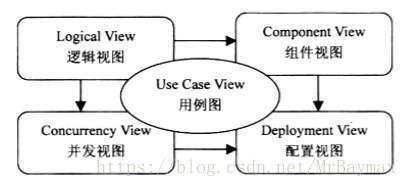 Logical View
逻辑视图
Component View
组件视图
Use Case View
用例图
Concurrency View
并发视图
Deployment View
配置视图
https://blog.csdn.net/MrBaymax